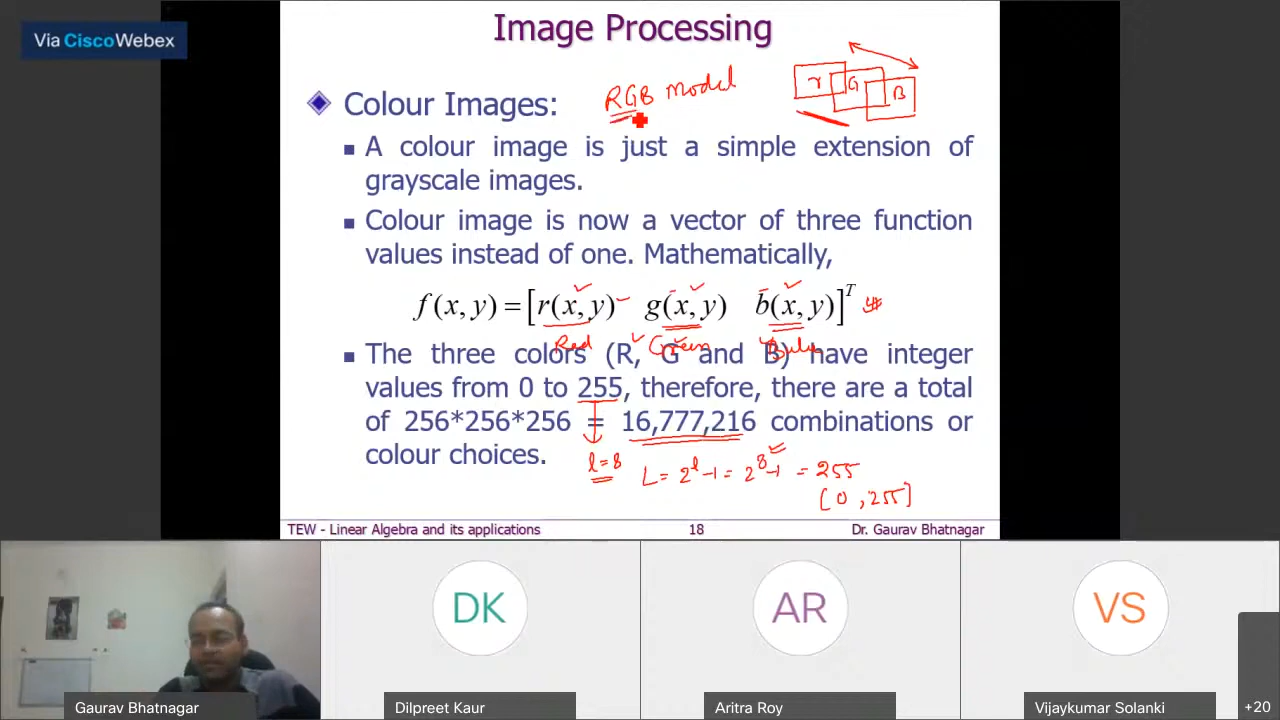 Via Cisco Webex
Image Processing
Colour Images:
RGB model
r G B
A colour image is just a simple extension of
grayscale images.
Colour image is now a vector of three function
values instead of one. Mathematically,
f(x, y) = [r(x, y) g(x, y) b(x, y)]^T
Red Green Bule
The three colors (R, G and B) have integer
values from 0 to 255, therefore, there are a total
of 256*256*256 = 16,777,216 combinations or
colour choices.
l=8 L = 2^l-1 = 2^8-1 = 255
[0, 255]
TEW - Linear Algebra and its applications 18 Dr. Gaurav Bhatnagar
DK AR VS
Gaurav Bhatnagar Dilpreet Kaur Aritra Roy Vijaykumar Solanki +20